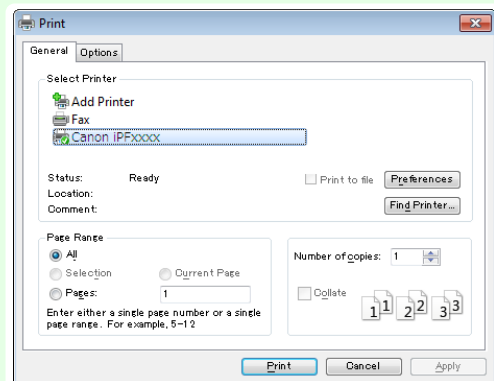 Print
General Options
Select Printer
Add Printer
Fax
Canon iPFxxxx
Status: Ready Print to file Preferences
Location:
Comment: Find Printer...
Page Range
All
Selection Current Page
Pages: 1
Enter either a single page number or a single
page range. For example, 5-12
Number of copies: 1
Collate 1 1 2 2 3 3
Print Cancel Apply